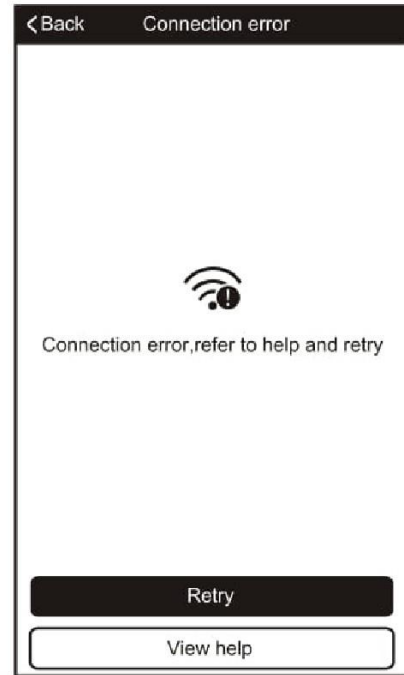 Back Connection error
Connection error,refer to help and retry
Retry
View help